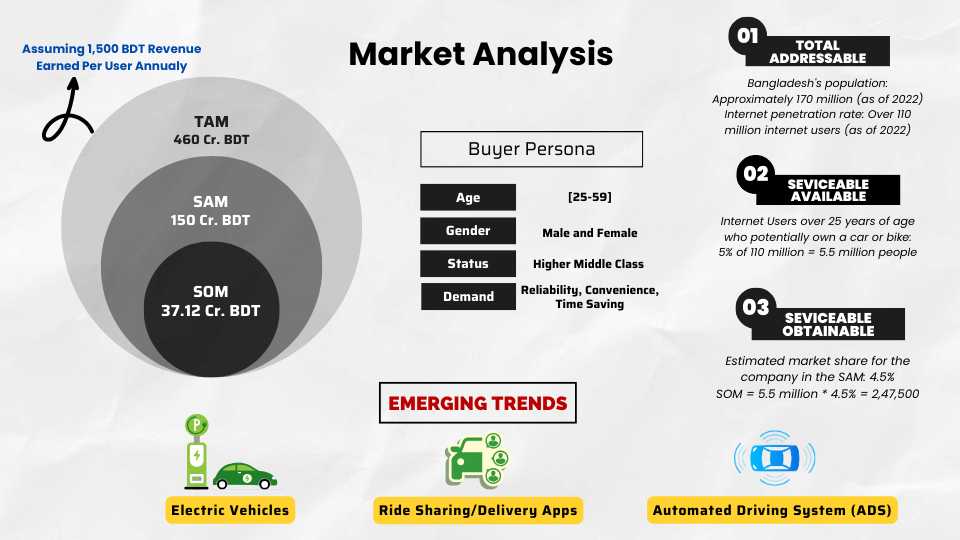 Assuming 1,500 BDT Revenue
Earned Per User Annualy
Market Analysis
TAM
460 Cr. BDT
SAM
150 Cr. BDT
SOM
37.12 Cr. BDT
Buyer Persona
Age
[25-59]
Gender
Male and Female
Status
Higher Middle Class
Demand
Reliability, Convenience,
Time Saving
01
TOTAL
ADDRESSABLE
Bangladesh's population:
Approximately 170 million (as of 2022)
Internet penetration rate: Over 110
million internet users (as of 2022)
02
SEVICEABLE
AVAILABLE
Internet Users over 25 years of age
who potentially own a car or bike:
5% of 110 million = 5.5 million people
03
SEVICEABLE
OBTAINABLE
Estimated market share for the
company in the SAM: 4.5%
SOM = 5.5 million * 4.5% = 2,47,500
EMERGING TRENDS
P
Electric Vehicles
Ride Sharing/Delivery Apps
Automated Driving System (ADS)